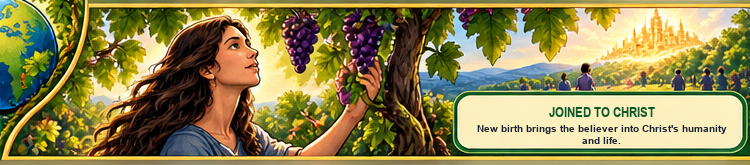 JOINED TO CHRIST
New birth brings the believer into Christ's humanity
and life.